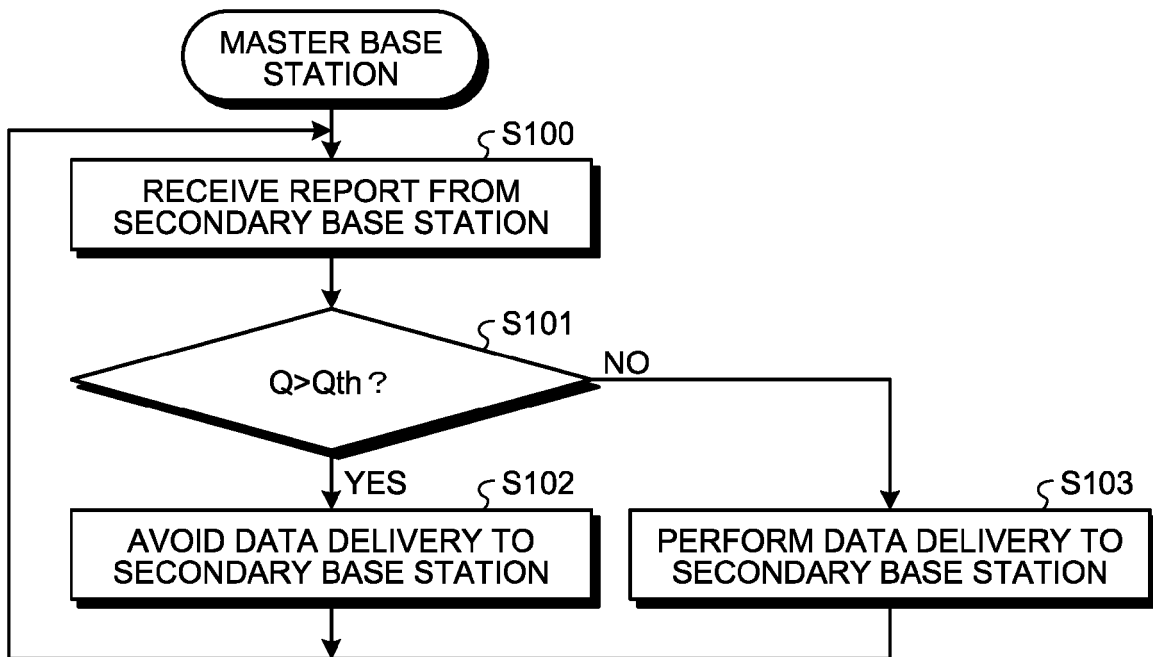 MASTER BASE
STATION
S100
RECEIVE REPORT FROM
SECONDARY BASE STATION
S101
Q>Qth?
NO
YES
S102
AVOID DATA DELIVERY TO
SECONDARY BASE STATION
S103
PERFORM DATA DELIVERY TO
SECONDARY BASE STATION